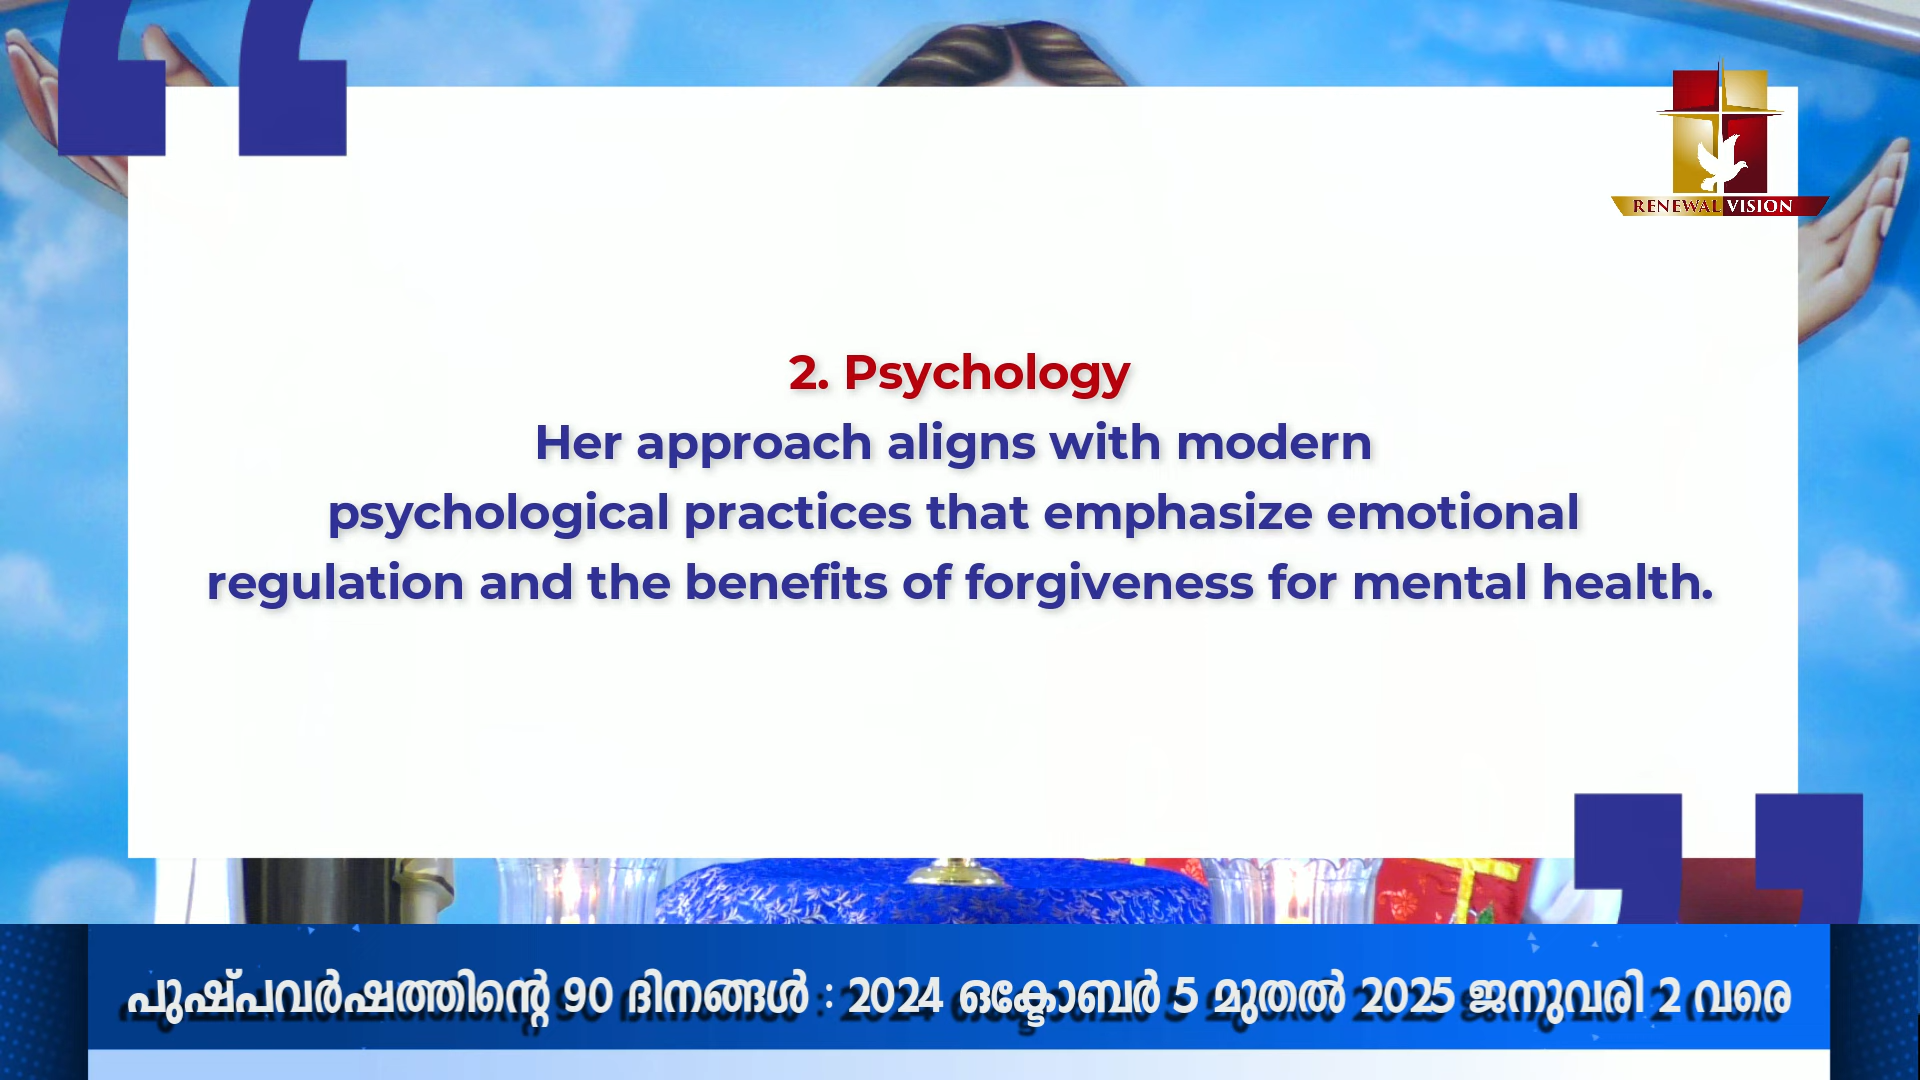 RENEWAL VISION
2. Psychology
Her approach aligns with modern
psychological practices that emphasize emotional
regulation and the benefits of forgiveness for mental health.
പുഷ്പവർഷത്തിന്റെ 90 ദിനങ്ങൾ : 2024 ഒക്ടോബർ 5 മുതൽ 2025 ജനുവരി 2 വരെ